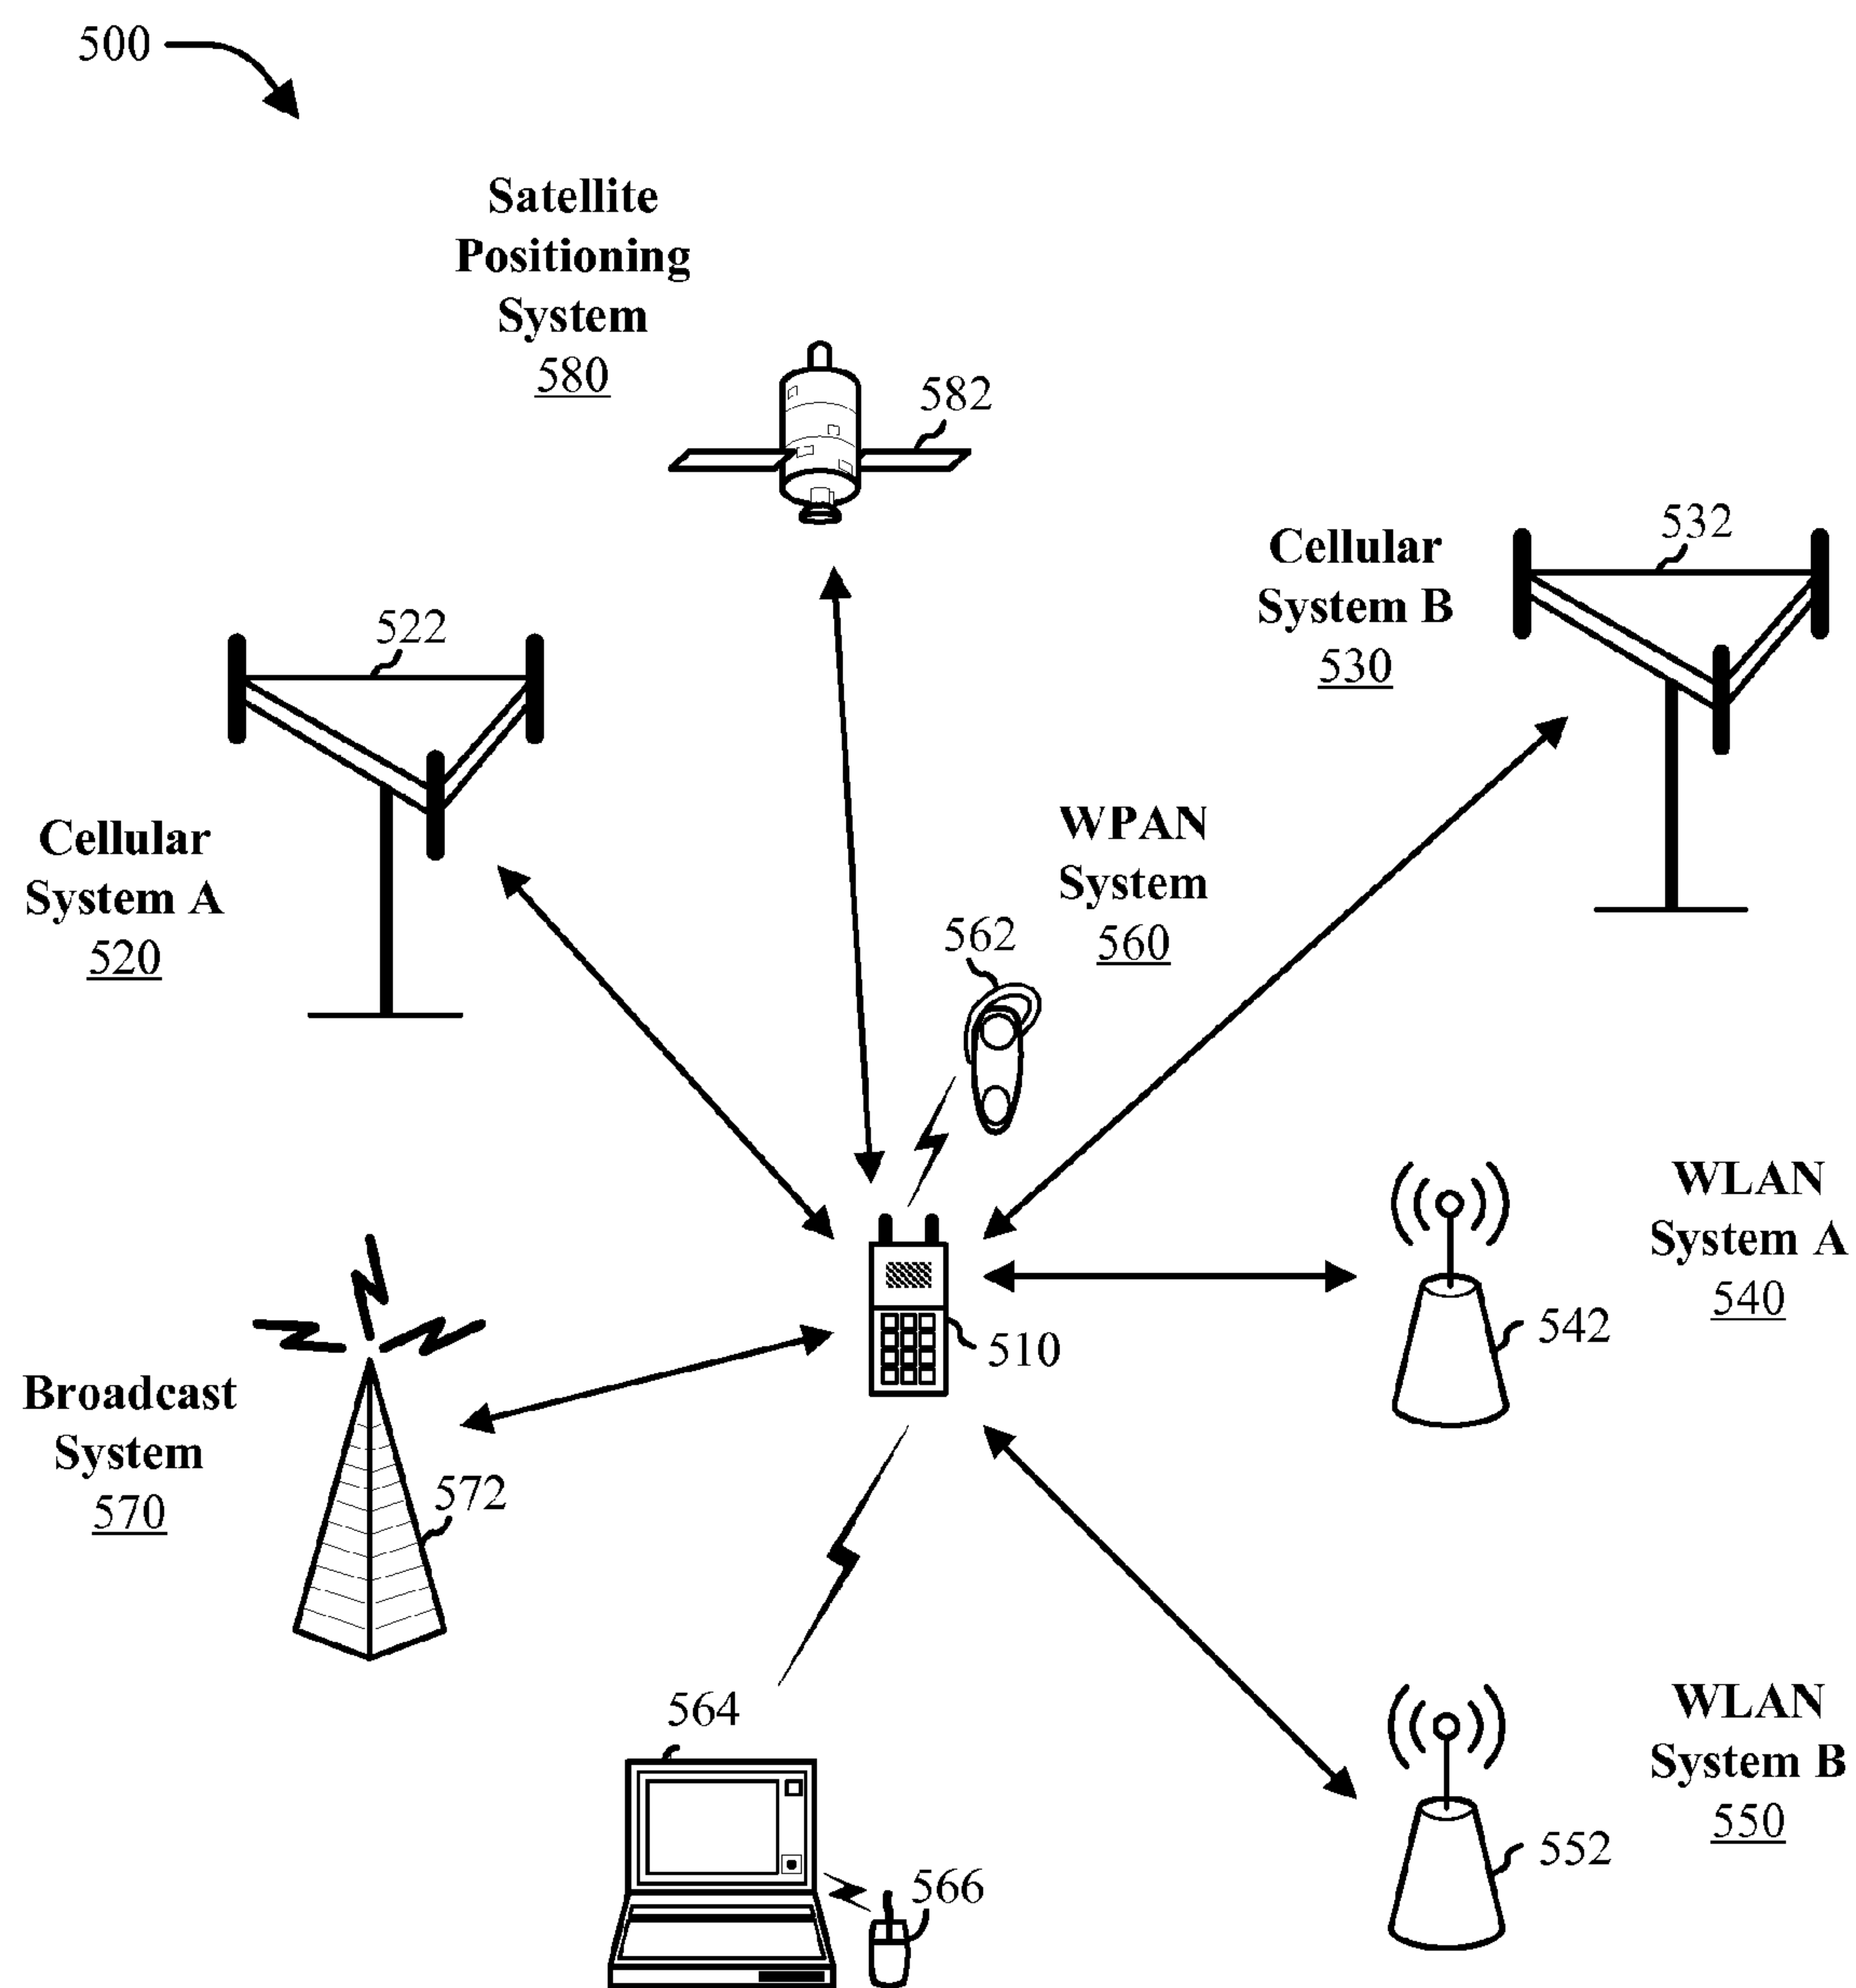 500
Satellite
Positioning
System
580
582
Cellular
System B
530
532
522
Cellular
System A
520
WPAN
System
560
562
WLAN
System A
540
542
510
Broadcast
System
570
572
564
566
WLAN
System B
550
552